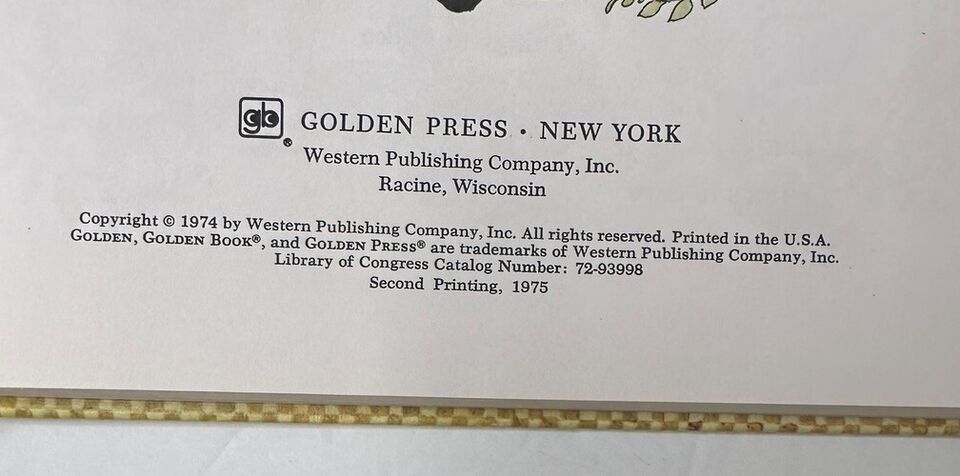 gb® GOLDEN PRESS • NEW YORK
Western Publishing Company, Inc.
Racine, Wisconsin
Copyright © 1974 by Western Publishing Company, Inc. All rights reserved. Printed in the U.S.A.
GOLDEN, GOLDEN BOOK®, and GOLDEN PRESS® are trademarks of Western Publishing Company, Inc.
Library of Congress Catalog Number: 72-93998
Second Printing, 1975